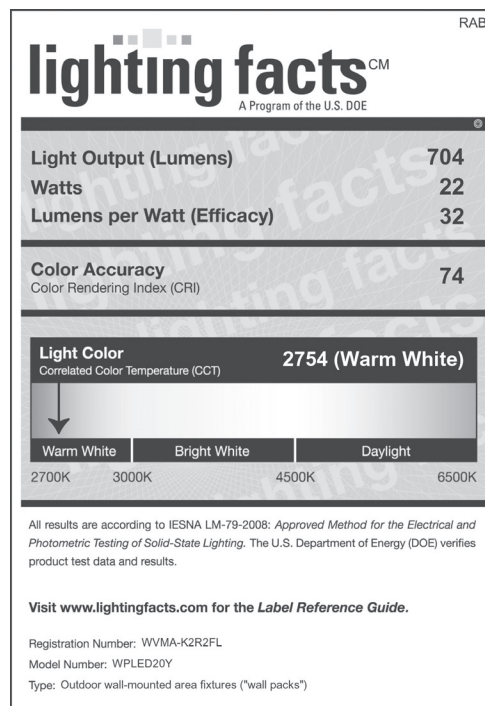 RAB
lighting facts CM
A Program of the U.S. DOE
Light Output (Lumens) 704
Watts 22
Lumens per Watt (Efficacy) 32
Color Accuracy
Color Rendering Index (CRI) 74
Light Color
Correlated Color Temperature (CCT) 2754 (Warm White)
Warm White Bright White Daylight
2700K 3000K 4500K 6500K
All results are according to IESNA LM-79-2008: Approved Method for the Electrical and
Photometric Testing of Solid-State Lighting. The U.S. Department of Energy (DOE) verifies
product test data and results.
Visit www.lightingfacts.com for the Label Reference Guide.
Registration Number: WVMA-K2R2FL
Model Number: WPLED20Y
Type: Outdoor wall-mounted area fixtures ("wall packs")